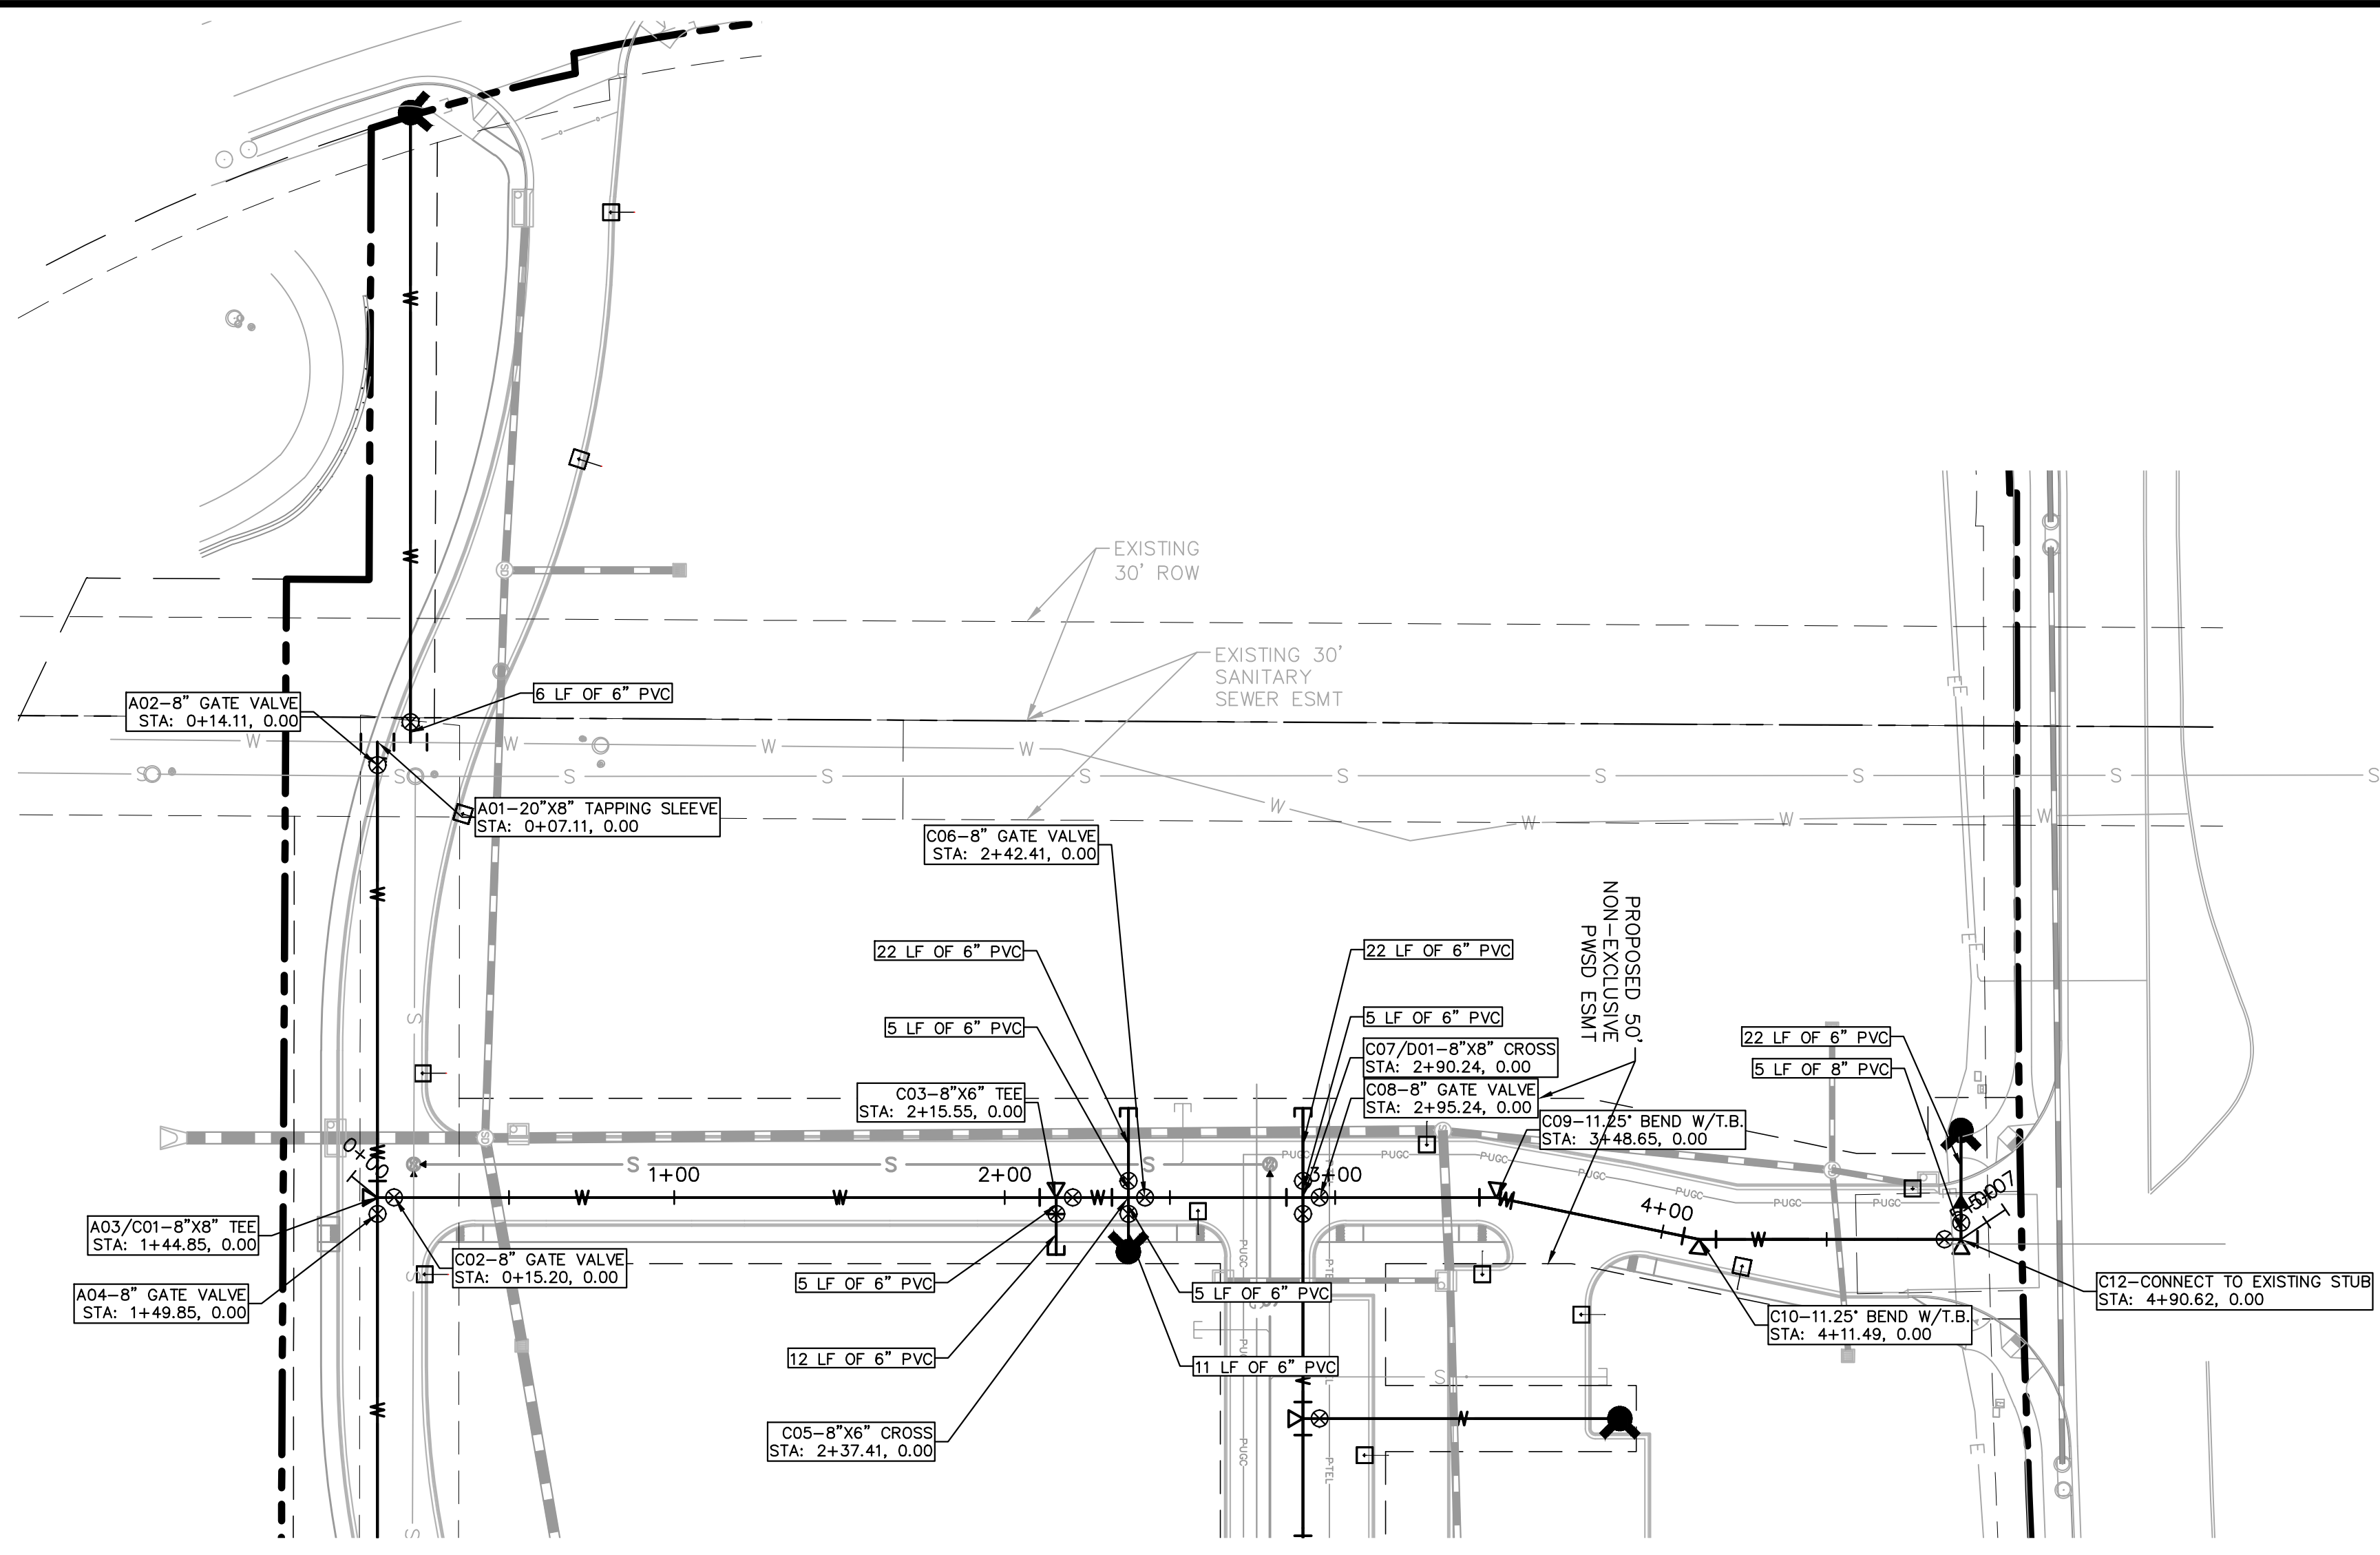 EXISTING
30' ROW
EXISTING 30'
SANITARY
SEWER ESMT
A02-8" GATE VALVE
STA: 0+14.11, 0.00
6 LF OF 6" PVC
A01-20"X8" TAPPING SLEEVE
STA: 0+07.11, 0.00
C06-8" GATE VALVE
STA: 2+42.41, 0.00
PROPOSED 50'
NON-EXCLUSIVE
PWSD ESMT
22 LF OF 6" PVC
22 LF OF 6" PVC
5 LF OF 6" PVC
5 LF OF 6" PVC
C07/D01-8"X8" CROSS
STA: 2+90.24, 0.00
C08-8" GATE VALVE
STA: 2+95.24, 0.00
22 LF OF 6" PVC
5 LF OF 8" PVC
C03-8"X6" TEE
STA: 2+15.55, 0.00
C09-11.25° BEND W/T.B.
STA: 3+48.65, 0.00
1+00
2+00
3+00
4+00
A03/C01-8"X8" TEE
STA: 1+44.85, 0.00
C02-8" GATE VALVE
STA: 0+15.20, 0.00
A04-8" GATE VALVE
STA: 1+49.85, 0.00
5 LF OF 6" PVC
5 LF OF 6" PVC
C12-CONNECT TO EXISTING STUB
STA: 4+90.62, 0.00
C10-11.25° BEND W/T.B.
STA: 4+11.49, 0.00
12 LF OF 6" PVC
11 LF OF 6" PVC
C05-8"X6" CROSS
STA: 2+37.41, 0.00
W W W W W W W W
S S S S S S S S S S
S S S
PUGC PUGC PUGC PUGC PUGC PUGC PUGC
PUGC PUGC PUGC
P-TEL